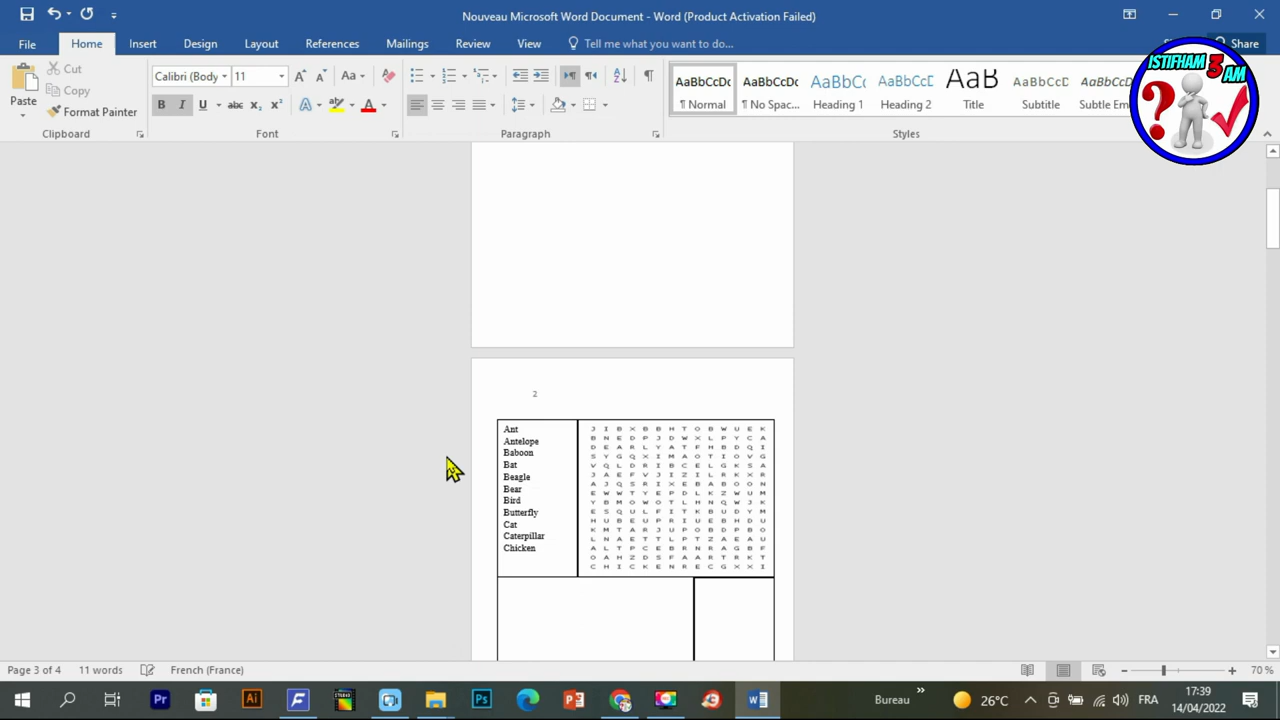 Nouveau Microsoft Word Document - Word (Product Activation Failed)
File Home Insert Design Layout References Mailings Review View Tell me what you want to do... Share
ISTIFHAM 3 AM
Paste
Cut
Copy
Format Painter
Calibri (Body 11
AaBbCcDc AaBbCcDc AaBbCc AaBbCcD AaB AaBbCcD AaBbCcDc
¶ Normal ¶ No Spac... Heading 1 Heading 2 Title Subtitle Subtle Em
Clipboard Font Paragraph Styles
2
Ant
Antelope
Baboon
Bat
Beagle
Bear
Bird
Butterfly
Cat
Caterpillar
Chicken
J I B X B B H T O B W U E K
B N E D P J D W X L P Y C A
D E A R L Y A T F H B D Q I
S Y G Q X I M A O T I O V G
V Q L D R I B C E L G K S A
J A E F V J I Z I L R K X R
A J Q S R I X E B A B O O N
E W W T Y E P D L K Z W U M
Y B M O W O T L H N Q W J K
E S Q U L F I T K B U D Y M
H U B E U P R I U E B H D U
K M T A R J U P O B D P B O
L N A E T T L P T Z A E A U
A L T P C E B R N R A G B F
O A H Z D S F A A R T R K T
C H I C K E N R E C G X X I
Page 3 of 4 11 words French (France) 70 %
Bureau 26°C FRA 17:39
14/04/2022